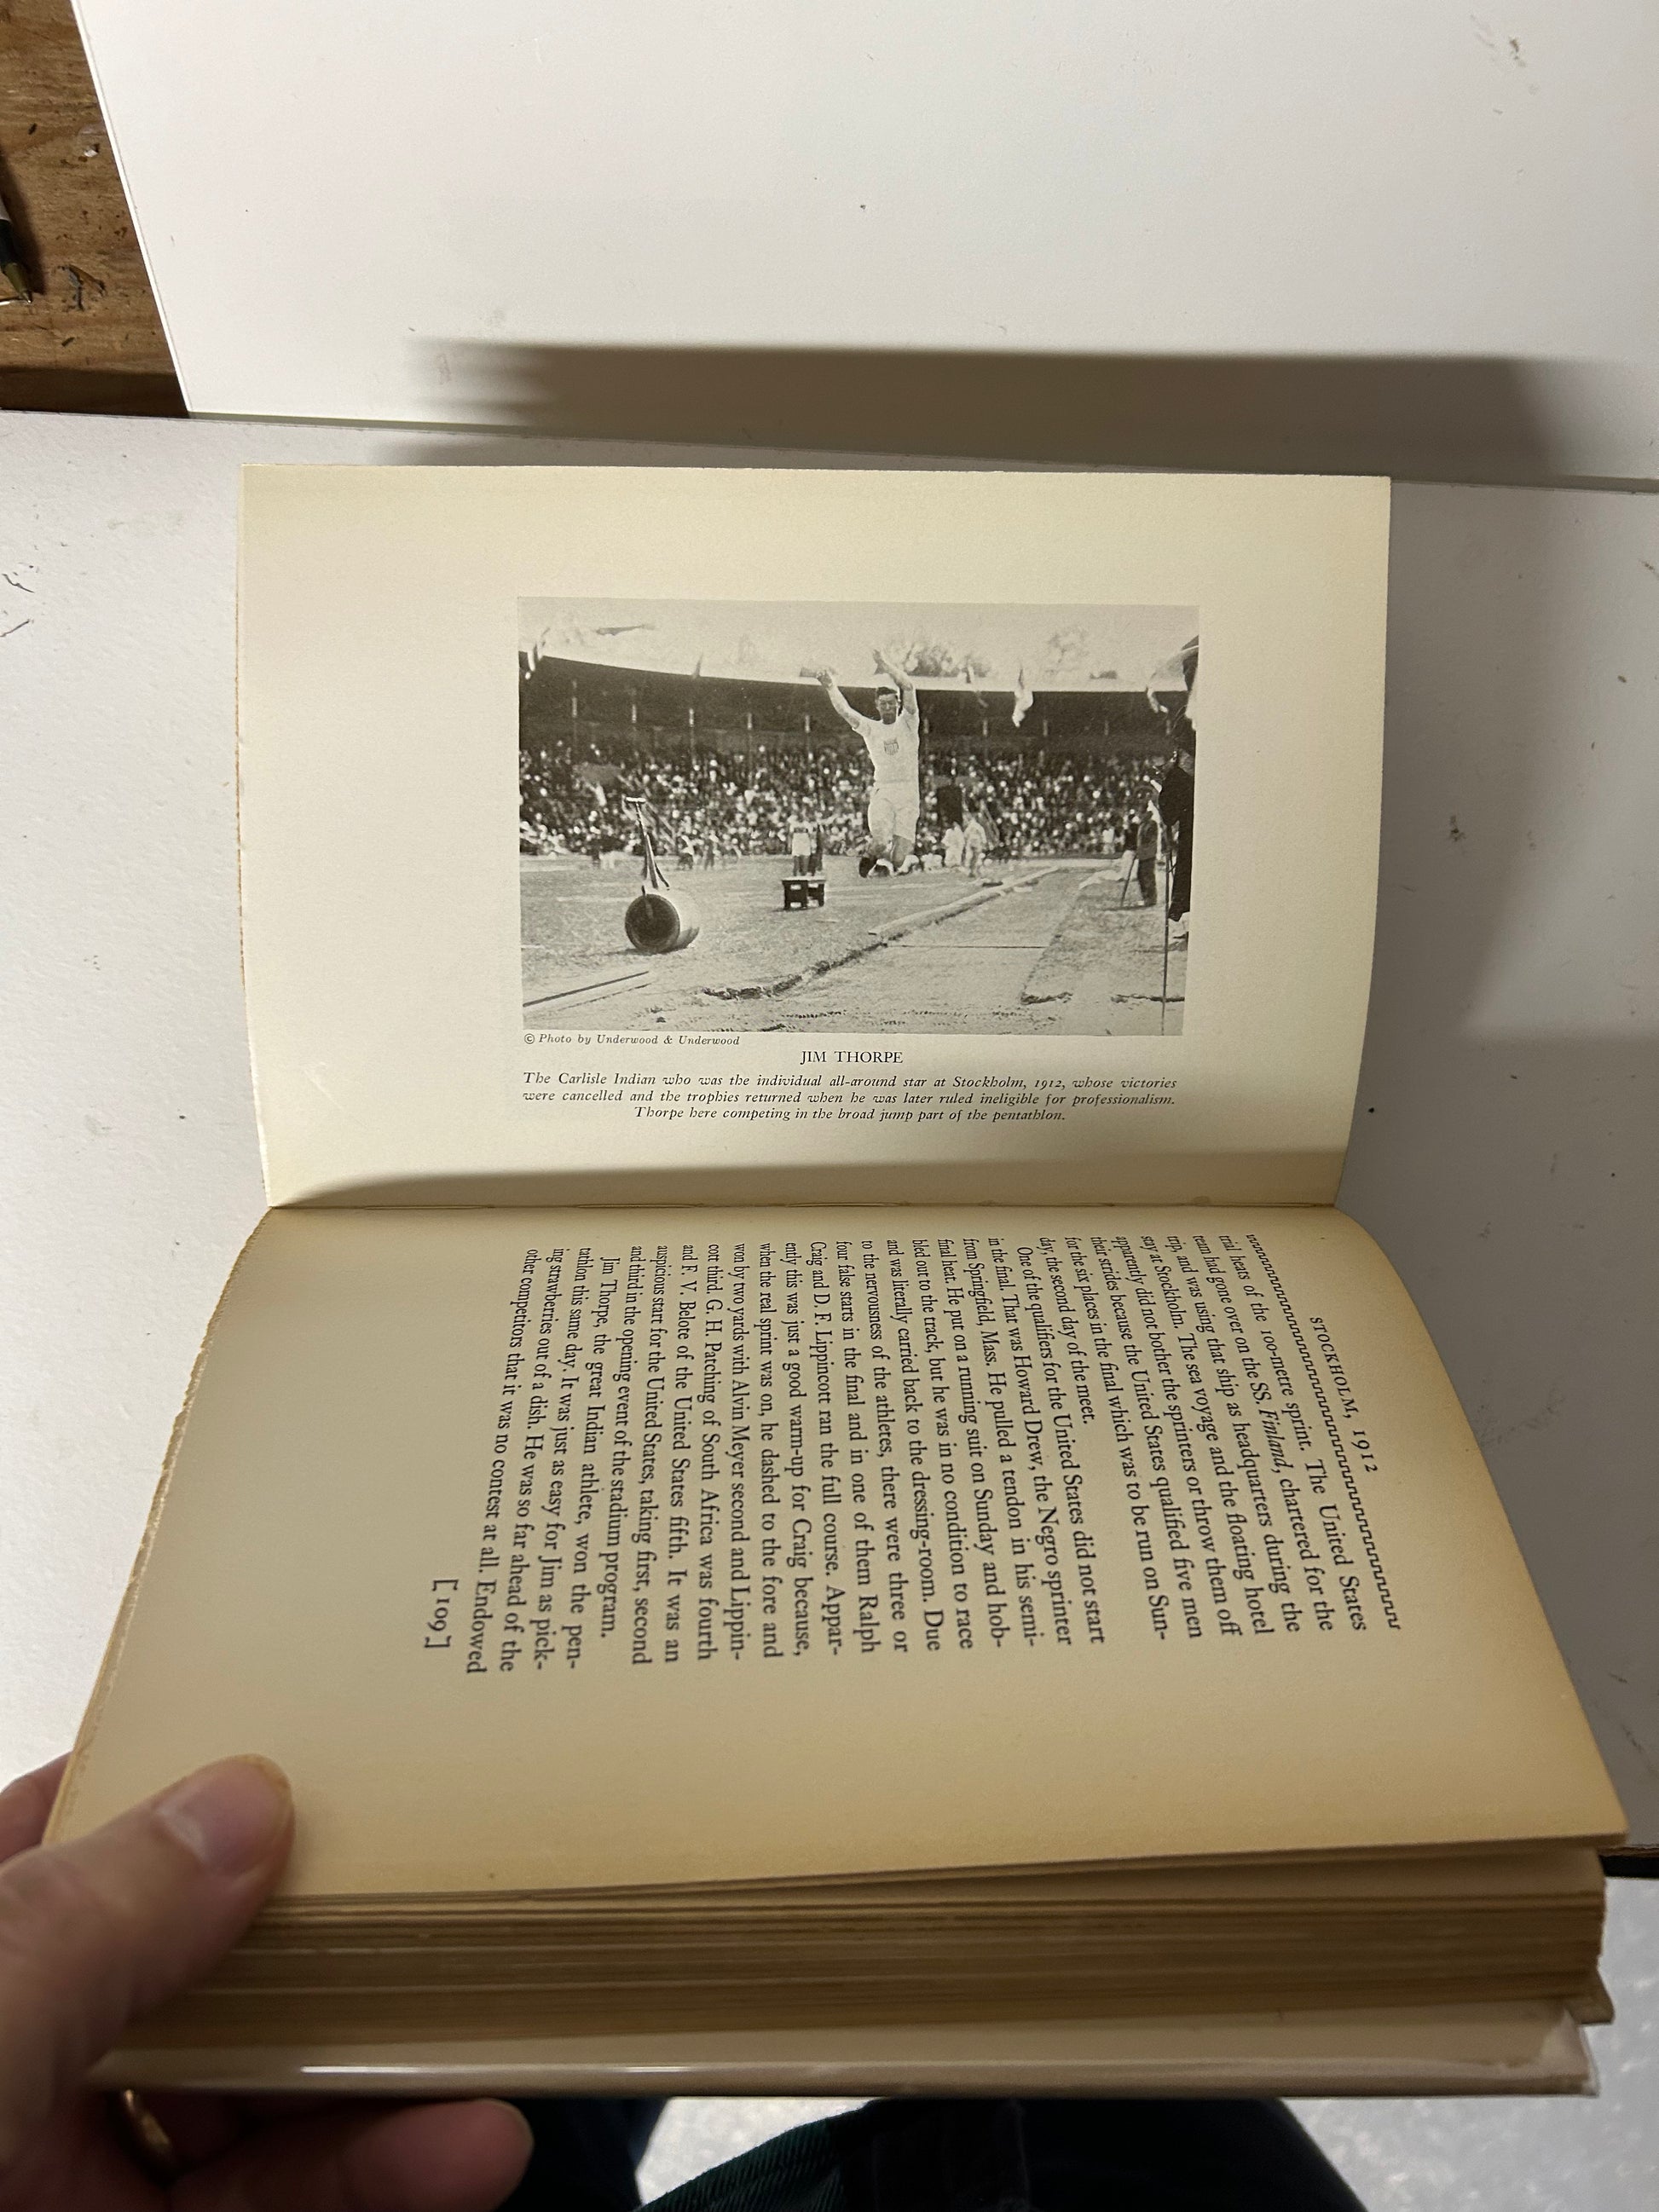 © Photo by Underwood & Underwood
JIM THORPE
The Carlisle Indian who was the individual all-around star at Stockholm, 1912, whose victories
were cancelled and the trophies returned when he was later ruled ineligible for professionalism.
Thorpe here competing in the broad jump part of the pentathlon.
STOCKHOLM, 1912
trial heats of the 100-metre sprint. The United States
team had gone over on the SS. Finland, chartered for the
trip, and was using that ship as headquarters during the
stay at Stockholm. The sea voyage and the floating hotel
apparently did not bother the sprinters or throw them off
their strides because the United States qualified five men
for the six places in the final which was to be run on Sun-
day, the second day of the meet.
One of the qualifiers for the United States did not start
in the final. That was Howard Drew, the Negro sprinter
from Springfield, Mass. He pulled a tendon in his semi-
final heat. He put on a running suit on Sunday and hob-
bled out to the track, but he was in no condition to race
and was literally carried back to the dressing-room. Due
to the nervousness of the athletes, there were three or
four false starts in the final and in one of them Ralph
Craig and D. F. Lippincott ran the full course. Appar-
ently this was just a good warm-up for Craig because,
when the real sprint was on, he dashed to the fore and
won by two yards with Alvin Meyer second and Lippin-
cott third. G. H. Patching of South Africa was fourth
and F. V. Belote of the United States fifth. It was an
auspicious start for the United States, taking first, second
and third in the opening event of the stadium program.
Jim Thorpe, the great Indian athlete, won the pen-
tathlon this same day. It was just as easy for Jim as pick-
ing strawberries out of a dish. He was so far ahead of the
other competitors that it was no contest at all. Endowed
[ 109 ]